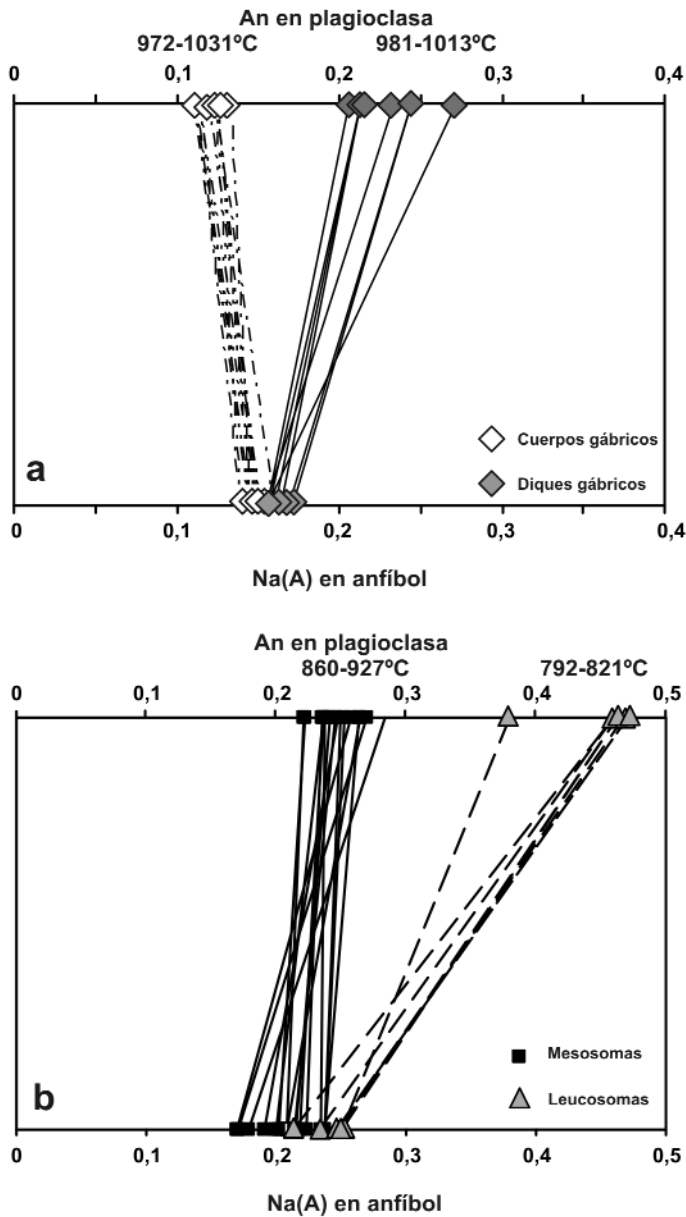 An en plagioclasa
972-1031ºC 981-1013ºC
0 0,1 0,2 0,3 0,4
Cuerpos gábricos
Diques gábricos
a
0 0,1 0,2 0,3 0,4
Na(A) en anfíbol
An en plagioclasa
860-927ºC 792-821ºC
0 0,1 0,2 0,3 0,4 0,5
Mesosomas
Leucosomas
b
0 0,1 0,2 0,3 0,4 0,5
Na(A) en anfíbol